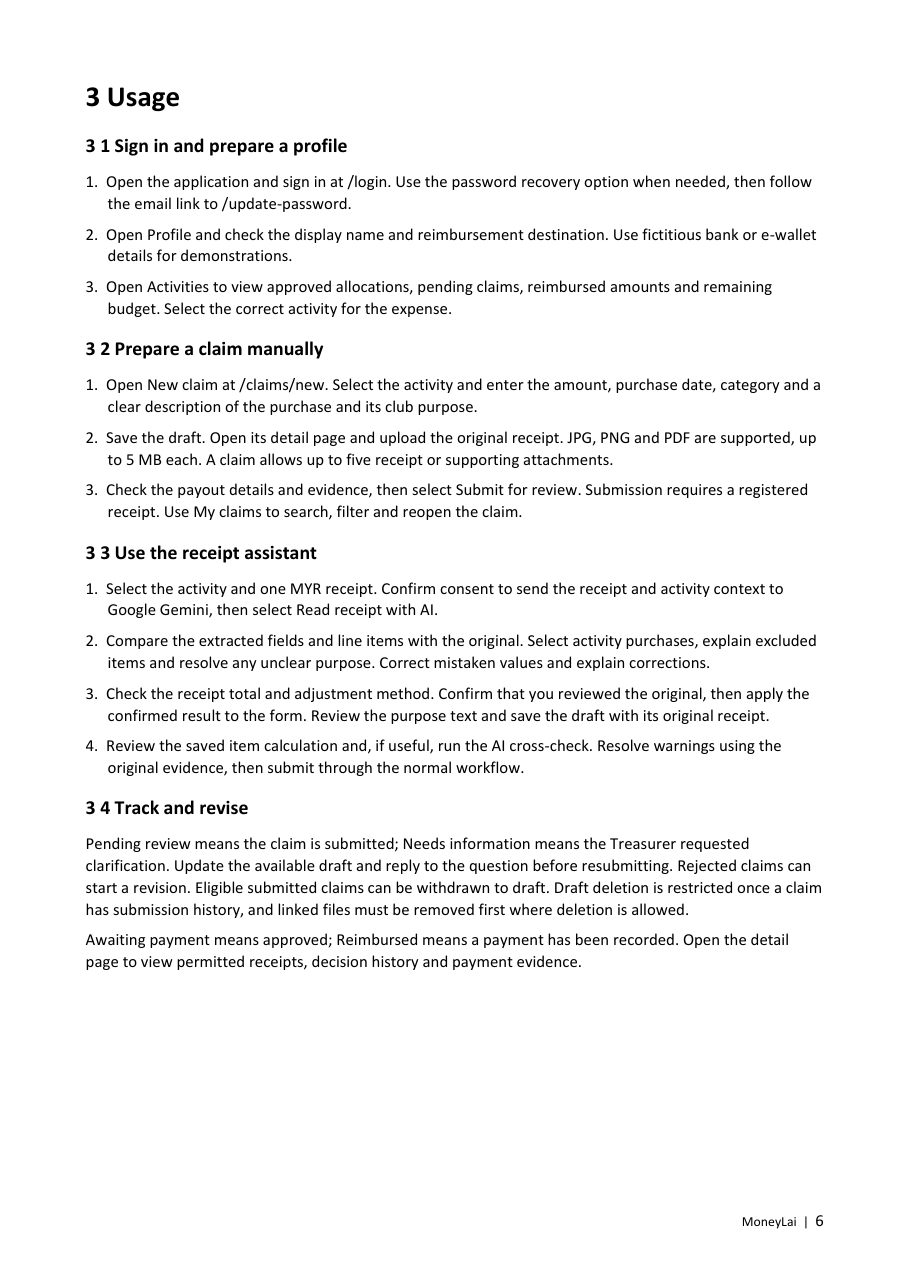 3 Usage
3 1 Sign in and prepare a profile
1. Open the application and sign in at /login. Use the password recovery option when needed, then follow
the email link to /update-password.
2. Open Profile and check the display name and reimbursement destination. Use fictitious bank or e-wallet
details for demonstrations.
3. Open Activities to view approved allocations, pending claims, reimbursed amounts and remaining
budget. Select the correct activity for the expense.
3 2 Prepare a claim manually
1. Open New claim at /claims/new. Select the activity and enter the amount, purchase date, category and a
clear description of the purchase and its club purpose.
2. Save the draft. Open its detail page and upload the original receipt. JPG, PNG and PDF are supported, up
to 5 MB each. A claim allows up to five receipt or supporting attachments.
3. Check the payout details and evidence, then select Submit for review. Submission requires a registered
receipt. Use My claims to search, filter and reopen the claim.
3 3 Use the receipt assistant
1. Select the activity and one MYR receipt. Confirm consent to send the receipt and activity context to
Google Gemini, then select Read receipt with AI.
2. Compare the extracted fields and line items with the original. Select activity purchases, explain excluded
items and resolve any unclear purpose. Correct mistaken values and explain corrections.
3. Check the receipt total and adjustment method. Confirm that you reviewed the original, then apply the
confirmed result to the form. Review the purpose text and save the draft with its original receipt.
4. Review the saved item calculation and, if useful, run the AI cross-check. Resolve warnings using the
original evidence, then submit through the normal workflow.
3 4 Track and revise
Pending review means the claim is submitted; Needs information means the Treasurer requested
clarification. Update the available draft and reply to the question before resubmitting. Rejected claims can
start a revision. Eligible submitted claims can be withdrawn to draft. Draft deletion is restricted once a claim
has submission history, and linked files must be removed first where deletion is allowed.
Awaiting payment means approved; Reimbursed means a payment has been recorded. Open the detail
page to view permitted receipts, decision history and payment evidence.
MoneyLai | 6